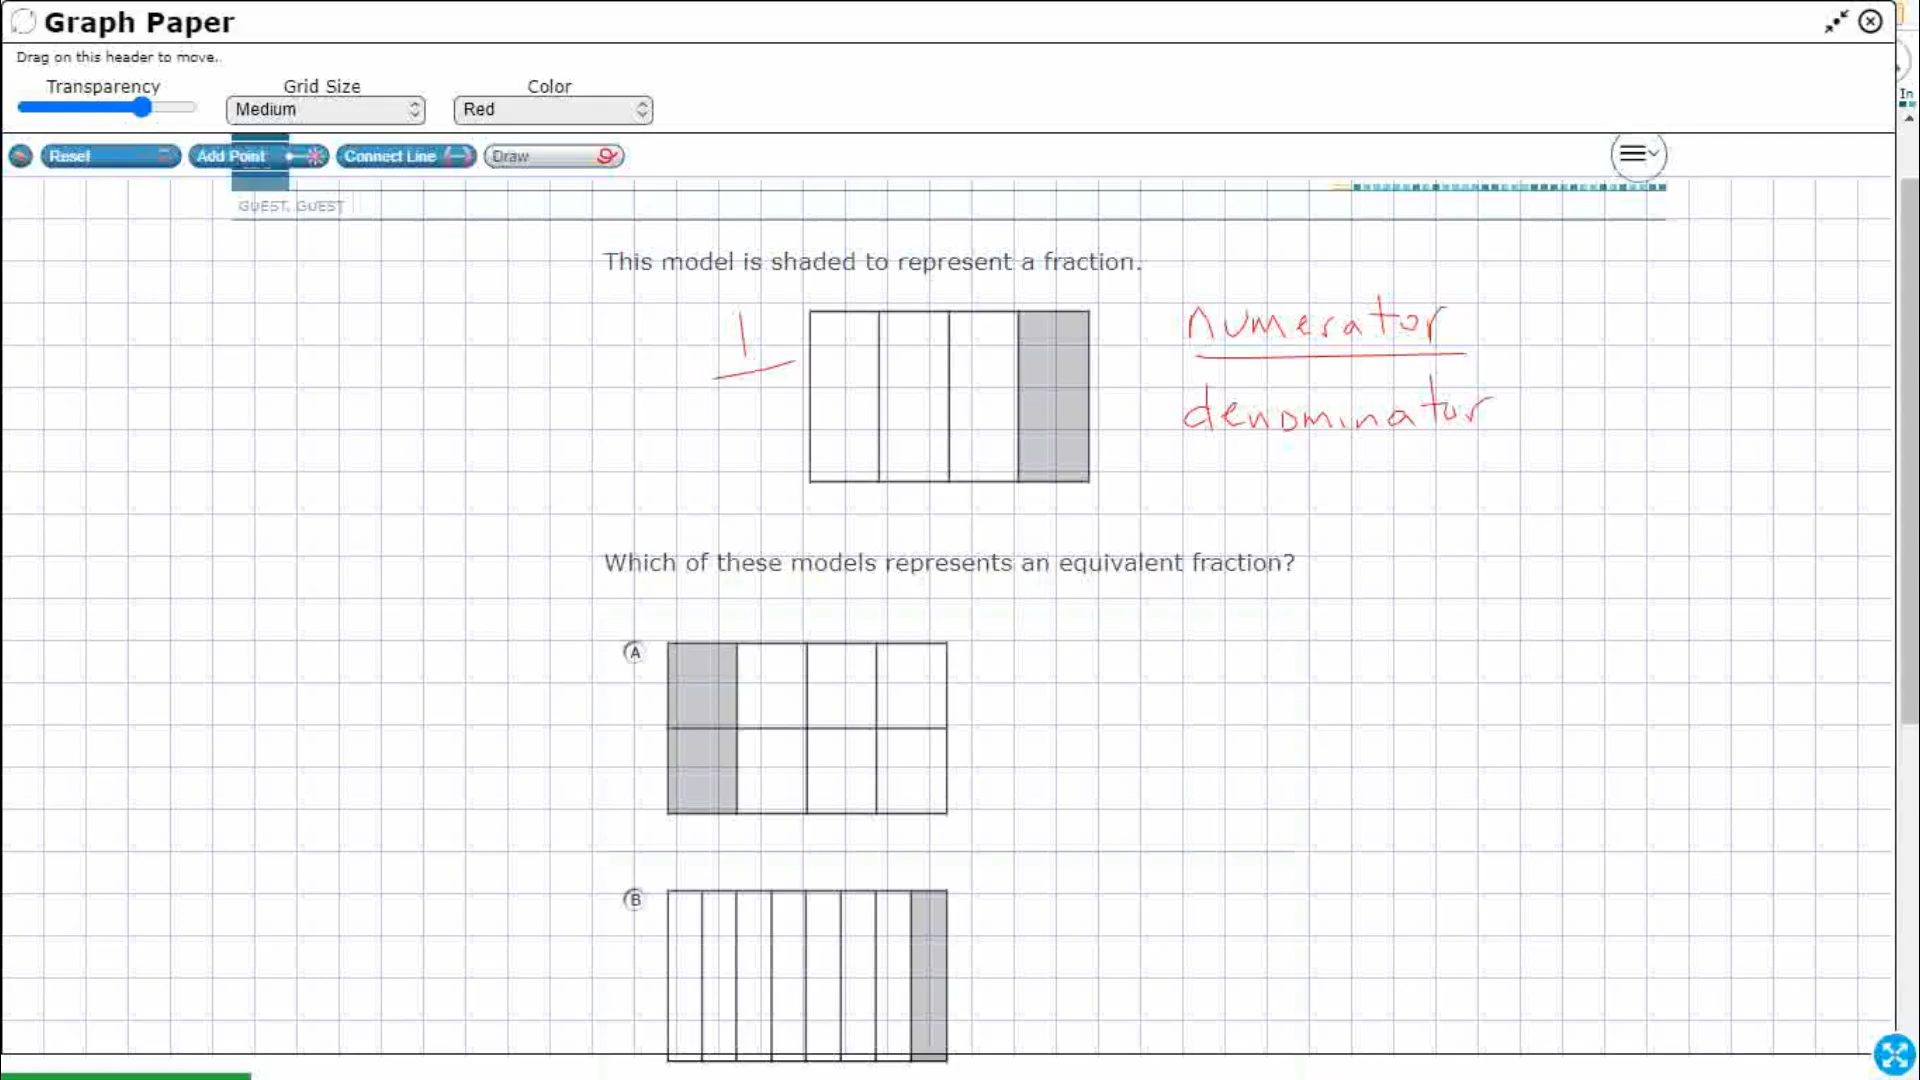 Graph Paper
Drag on this header to move..
Transparency
Grid Size
Color
Medium
Red
Reset
Add Point
Connect Line
Draw
In
GUEST, GUEST
This model is shaded to represent a fraction.
1
numerator
denominator
Which of these models represents an equivalent fraction?
A
B